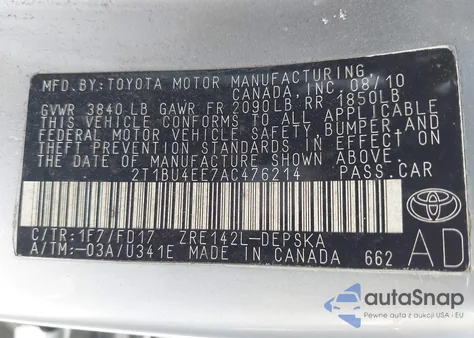 MFD. BY: TOYOTA MOTOR MANUFACTURING
CANADA, INC. 08/10
GVWR 3840 LB GAWR FR 2090LB RR 1850LB
THIS VEHICLE CONFORMS TO ALL APPLICABLE
FEDERAL MOTOR VEHICLE SAFETY, BUMPER, AND
THEFT PREVENTION STANDARDS IN EFFECT ON
THE DATE OF MANUFACTURE SHOWN ABOVE.
2T1BU4EE7AC476214 PASS. CAR
C/TR: 1F7/FD17 ZRE142L-DEPSKA
A/TM: -03A/U341E MADE IN CANADA 662
AD
autoSnap
Pewne auta z aukcji USA i EU